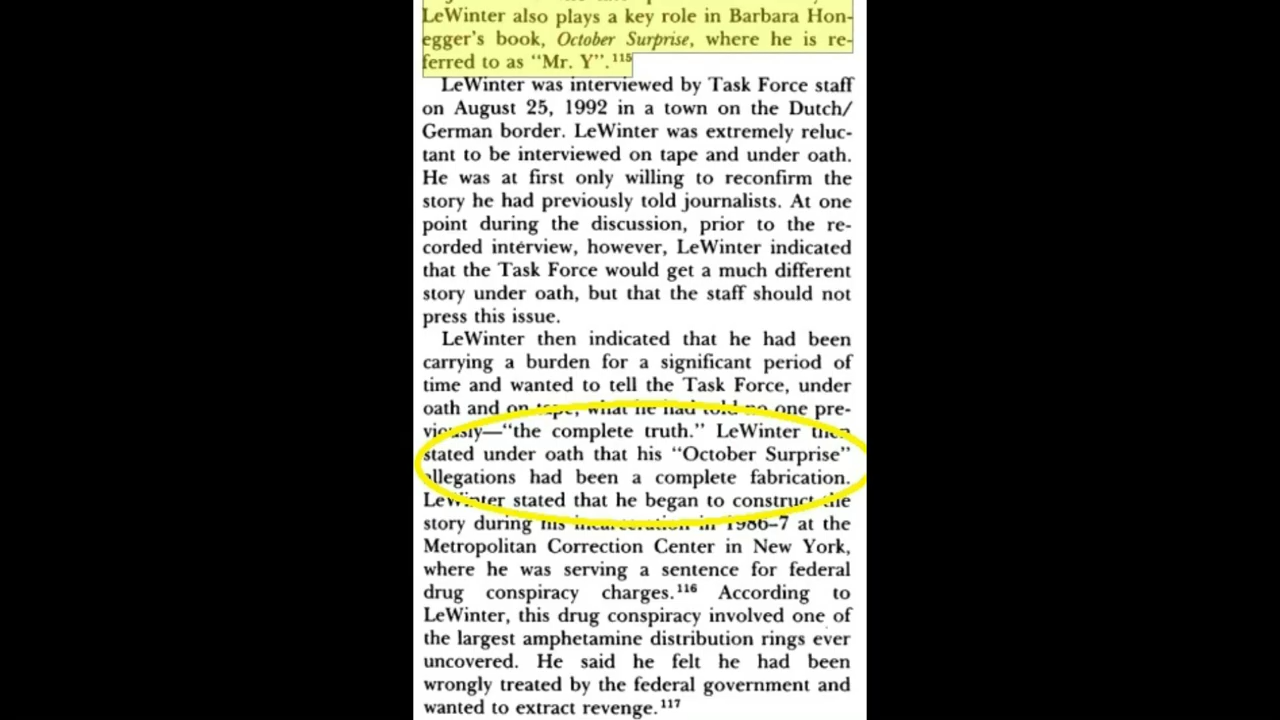 LeWinter also plays a key role in Barbara Hon-
egger's book, October Surprise, where he is re-
ferred to as "Mr. Y".¹¹⁵
LeWinter was interviewed by Task Force staff
on August 25, 1992 in a town on the Dutch/
German border. LeWinter was extremely reluc-
tant to be interviewed on tape and under oath.
He was at first only willing to reconfirm the
story he had previously told journalists. At one
point during the discussion, prior to the re-
corded interview, however, LeWinter indicated
that the Task Force would get a much different
story under oath, but that the staff should not
press this issue.
LeWinter then indicated that he had been
carrying a burden for a significant period of
time and wanted to tell the Task Force, under
oath and on tape, what he had told no one pre-
viously—"the complete truth." LeWinter then
stated under oath that his "October Surprise"
allegations had been a complete fabrication.
LeWinter stated that he began to construct the
story during his incarceration in 1986–7 at the
Metropolitan Correction Center in New York,
where he was serving a sentence for federal
drug conspiracy charges.¹¹⁶ According to
LeWinter, this drug conspiracy involved one of
the largest amphetamine distribution rings ever
uncovered. He said he felt he had been
wrongly treated by the federal government and
wanted to extract revenge.¹¹⁷